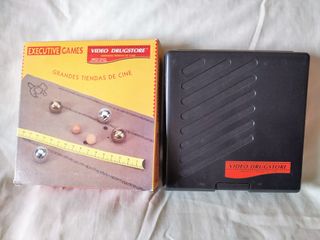 EXECUTIVE GAMES
VIDEO DRUGSTORE
GRANDES TIENDAS DE CINE
VIDEO DRUGSTORE